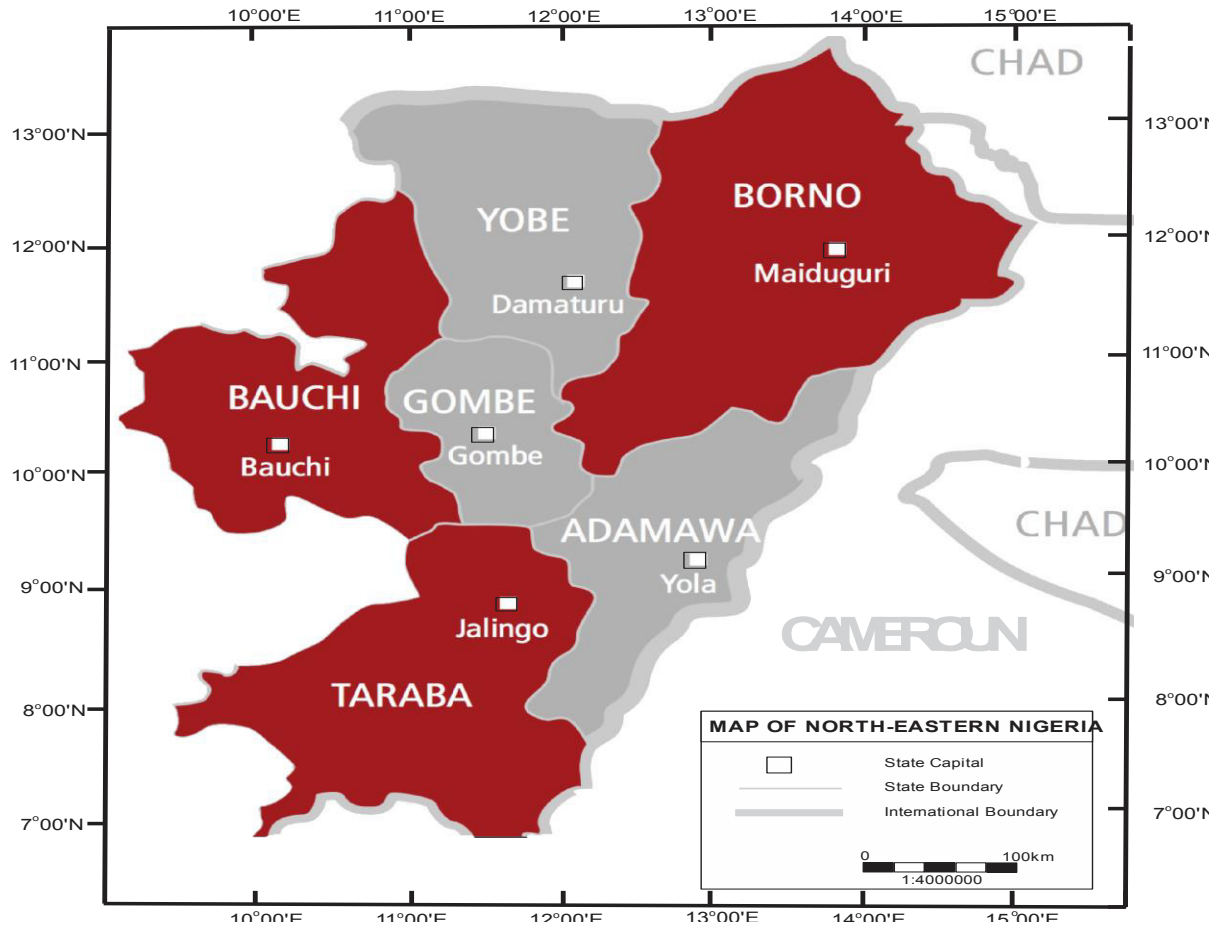 10°00'E 11°00'E 12°00'E 13°00'E 14°00'E 15°00'E
CHAD
13°00'N 13°00'N
BORNO
YOBE
12°00'N 12°00'N
Maiduguri
Damaturu
11°00'N 11°00'N
BAUCHI GOMBE
Gombe
Bauchi
10°00'N 10°00'N
ADAMAWA
CHAD
Yola
9°00'N 9°00'N
Jalingo
CAMEROUN
TARABA
8°00'N 8°00'N
MAP OF NORTH-EASTERN NIGERIA
State Capital
State Boundary
International Boundary
7°00'N 7°00'N
0 100km
1:4000000
10°00'E 11°00'E 12°00'E 13°00'E 14°00'E 15°00'E